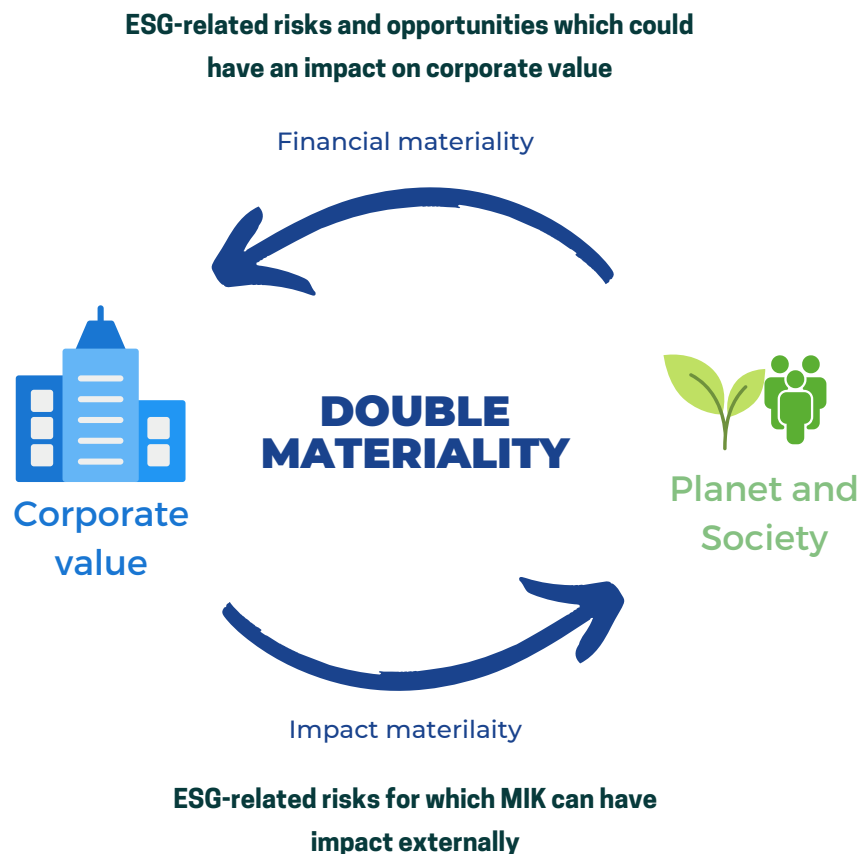 ESG-related risks and opportunities which could
have an impact on corporate value
Financial materiality
DOUBLE
MATERIALITY
Corporate
value
Planet and
Society
Impact materilaity
ESG-related risks for which MIK can have
impact externally